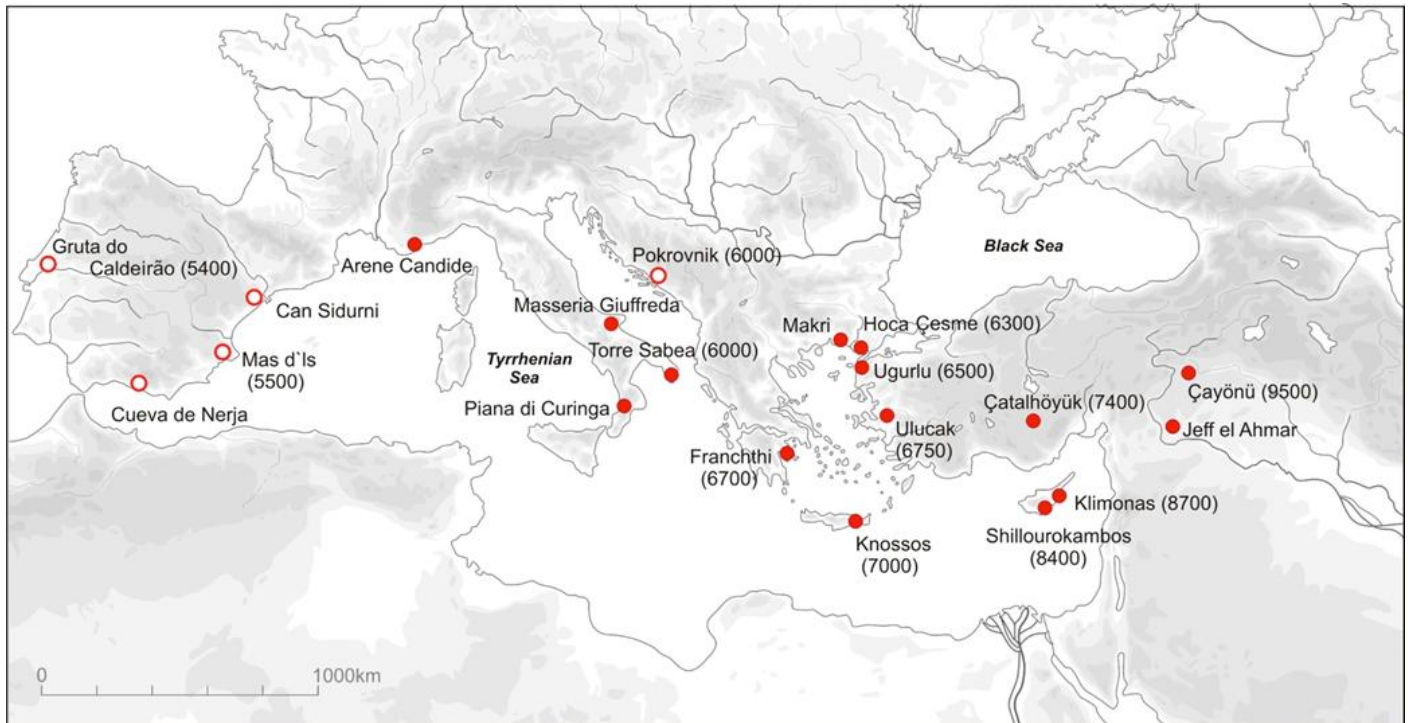 Gruta do
Caldeirão (5400)
Can Sidurni
Mas d`Is
(5500)
Cueva de Nerja
Arene Candide
Pokrovnik (6000)
Masseria Giuffreda
Torre Sabea (6000)
Tyrrhenian
Sea
Piana di Curinga
Black Sea
Makri
Hoca Çesme (6300)
Ugurlu (6500)
Çatalhöyük (7400)
Çayönü (9500)
Jeff el Ahmar
Ulucak
(6750)
Franchthi
(6700)
Knossos
(7000)
Klimonas (8700)
Shillourokambos
(8400)
0
1000km